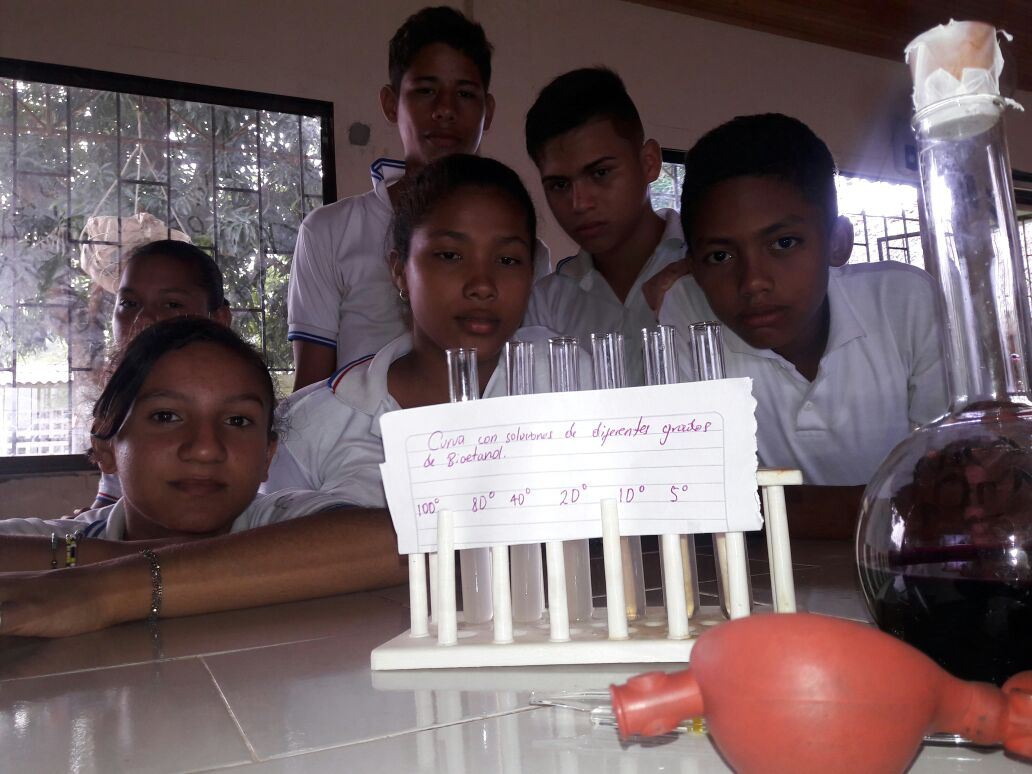 Curva con soluciones de diferentes grados
de Bioetanol.
100° 80° 40° 20° 10° 5°